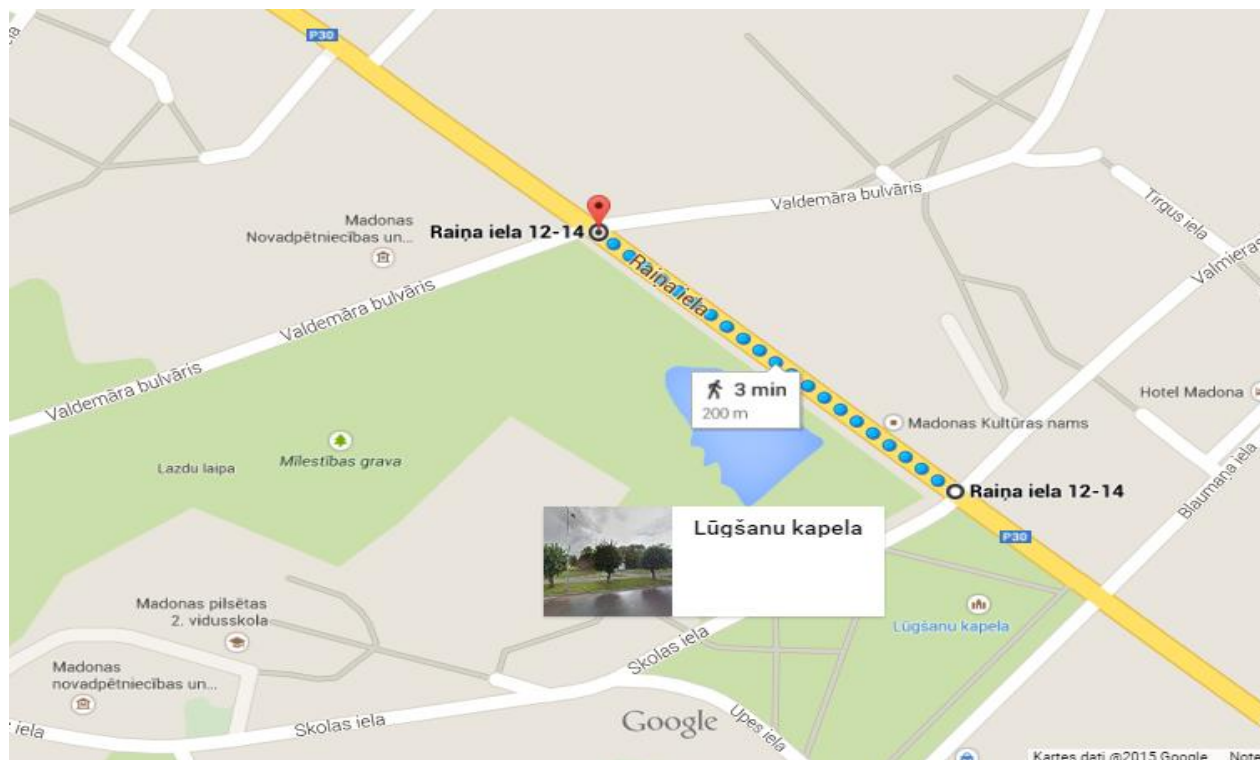 P30
Valdemāra bulvāris
Tirgus iela
Madonas
Novadpētniecības un...
Raiņa iela 12-14
Raiņa iela
Valmieras
Valdemāra bulvāris
Valdemāra bulvāris
3 min
200 m
Hotel Madona
Madonas Kultūras nams
Lazdu laipa
Mīlestības grava
Blaumaņa iela
Raiņa iela 12-14
P30
Lūgšanu kapela
Madonas pilsētas
2. vidusskola
Lūgšanu kapela
Skolas iela
Madonas
novadpētniecības un...
Skolas iela
Google
Upes iela
iela
Kartes dati @2015 Google
Note